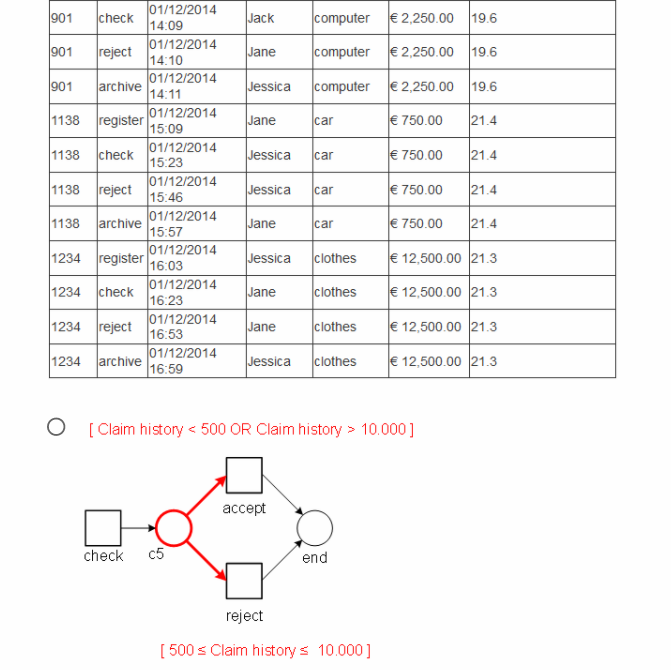 901 check 01/12/2014 14:09 Jack computer € 2,250.00 19.6
901 reject 01/12/2014 14:10 Jane computer € 2,250.00 19.6
901 archive 01/12/2014 14:11 Jessica computer € 2,250.00 19.6
1138 register 01/12/2014 15:09 Jane car € 750.00 21.4
1138 check 01/12/2014 15:23 Jessica car € 750.00 21.4
1138 reject 01/12/2014 15:46 Jessica car € 750.00 21.4
1138 archive 01/12/2014 15:57 Jane car € 750.00 21.4
1234 register 01/12/2014 16:03 Jessica clothes € 12,500.00 21.3
1234 check 01/12/2014 16:23 Jane clothes € 12,500.00 21.3
1234 reject 01/12/2014 16:53 Jane clothes € 12,500.00 21.3
1234 archive 01/12/2014 16:59 Jessica clothes € 12,500.00 21.3
[ Claim history < 500 OR Claim history > 10.000 ]
accept
check c5 end
reject
[ 500 ≤ Claim history ≤ 10.000 ]